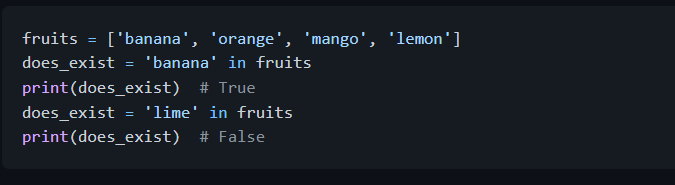 fruits = ['banana', 'orange', 'mango', 'lemon']
does_exist = 'banana' in fruits
print(does_exist)  # True
does_exist = 'lime' in fruits
print(does_exist)  # False